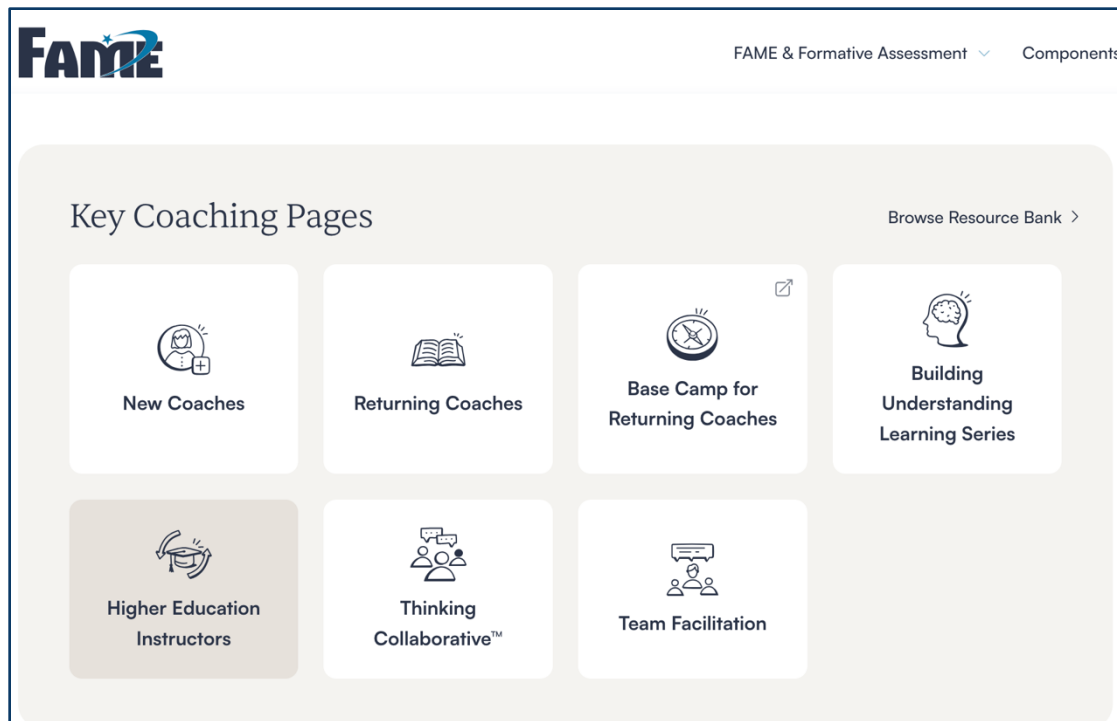 FAME
FAME & Formative Assessment
Components
Key Coaching Pages
Browse Resource Bank
New Coaches
Returning Coaches
Base Camp for
Returning Coaches
Building
Understanding
Learning Series
Higher Education
Instructors
Thinking
Collaborative™
Team Facilitation